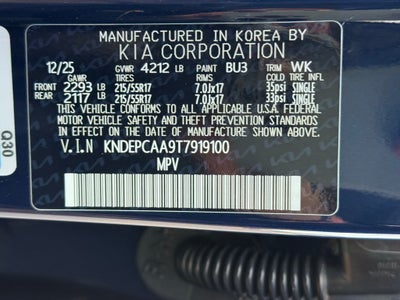 MANUFACTURED IN KOREA BY
KIA CORPORATION
12/25 GVWR 4212 LB PAINT BU3 TRIM WK
GAWR TIRE RIMS COLD TIRE INFL
FRONT 2293 LB 215/55R17 7.0Jx17 35psi SINGLE
REAR 2117 LB 215/55R17 7.0Jx17 33psi SINGLE
THIS VEHICLE CONFORMS TO ALL APPLICABLE U.S.A. FEDERAL
MOTOR VEHICLE SAFETY, BUMPER, AND THEFT PREVENTION STANDARDS
IN EFFECT ON THE DATE OF MANUFACTURE SHOWN ABOVE.
V.I.N KNDEPCAA9T7919100
MPV
Q30